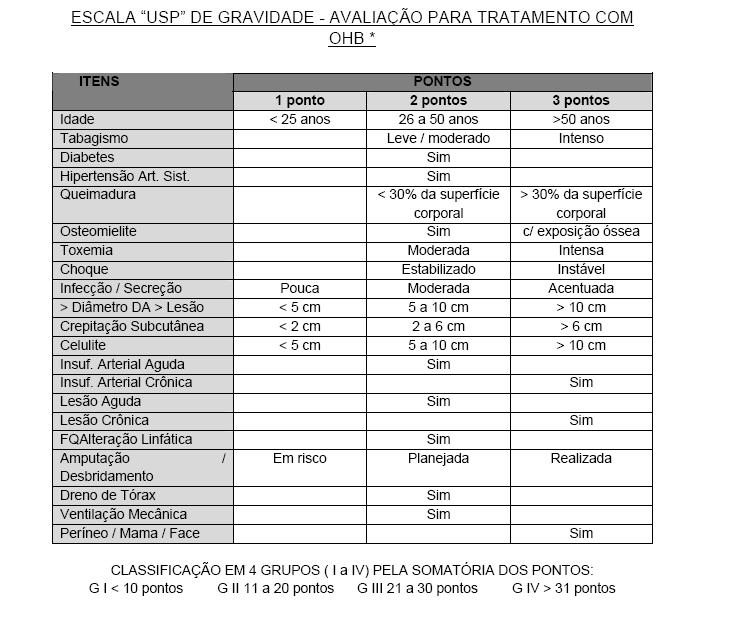 ESCALA “USP” DE GRAVIDADE - AVALIAÇÃO PARA TRATAMENTO COM
OHB *
ITENS PONTOS
1 ponto 2 pontos 3 pontos
Idade < 25 anos 26 a 50 anos >50 anos
Tabagismo Leve / moderado Intenso
Diabetes Sim
Hipertensão Art. Sist. Sim
Queimadura < 30% da superfície > 30% da superfície
corporal corporal
Osteomielite Sim c/ exposição óssea
Toxemia Moderada Intensa
Choque Estabilizado Instável
Infecção / Secreção Pouca Moderada Acentuada
> Diâmetro DA > Lesão < 5 cm 5 a 10 cm > 10 cm
Crepitação Subcutânea < 2 cm 2 a 6 cm > 6 cm
Celulite < 5 cm 5 a 10 cm > 10 cm
Insuf. Arterial Aguda Sim
Insuf. Arterial Crônica Sim
Lesão Aguda Sim
Lesão Crônica Sim
FQAlteração Linfática Sim
Amputação / Em risco Planejada Realizada
Desbridamento
Dreno de Tórax Sim
Ventilação Mecânica Sim
Períneo / Mama / Face Sim
CLASSIFICAÇÃO EM 4 GRUPOS ( I a IV) PELA SOMATÓRIA DOS PONTOS:
G I < 10 pontos G II 11 a 20 pontos G III 21 a 30 pontos G IV > 31 pontos